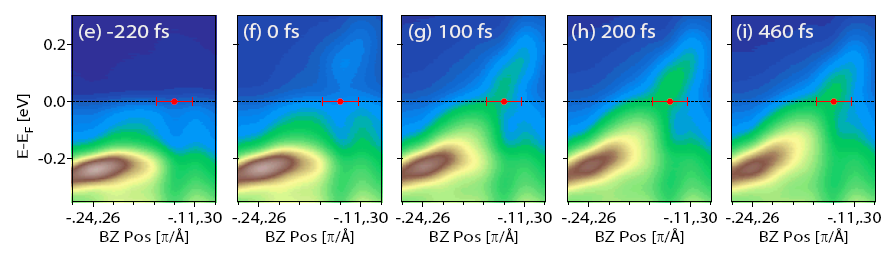 (e) -220 fs
(f) 0 fs
(g) 100 fs
(h) 200 fs
(i) 460 fs
0.2
0.0
-0.2
E-EF [eV]
-.24,.26 -.11,.30
-.24,.26 -.11,.30
-.24,.26 -.11,.30
-.24,.26 -.11,.30
-.24,.26 -.11,.30
BZ Pos [π/Å]
BZ Pos [π/Å]
BZ Pos [π/Å]
BZ Pos [π/Å]
BZ Pos [π/Å]